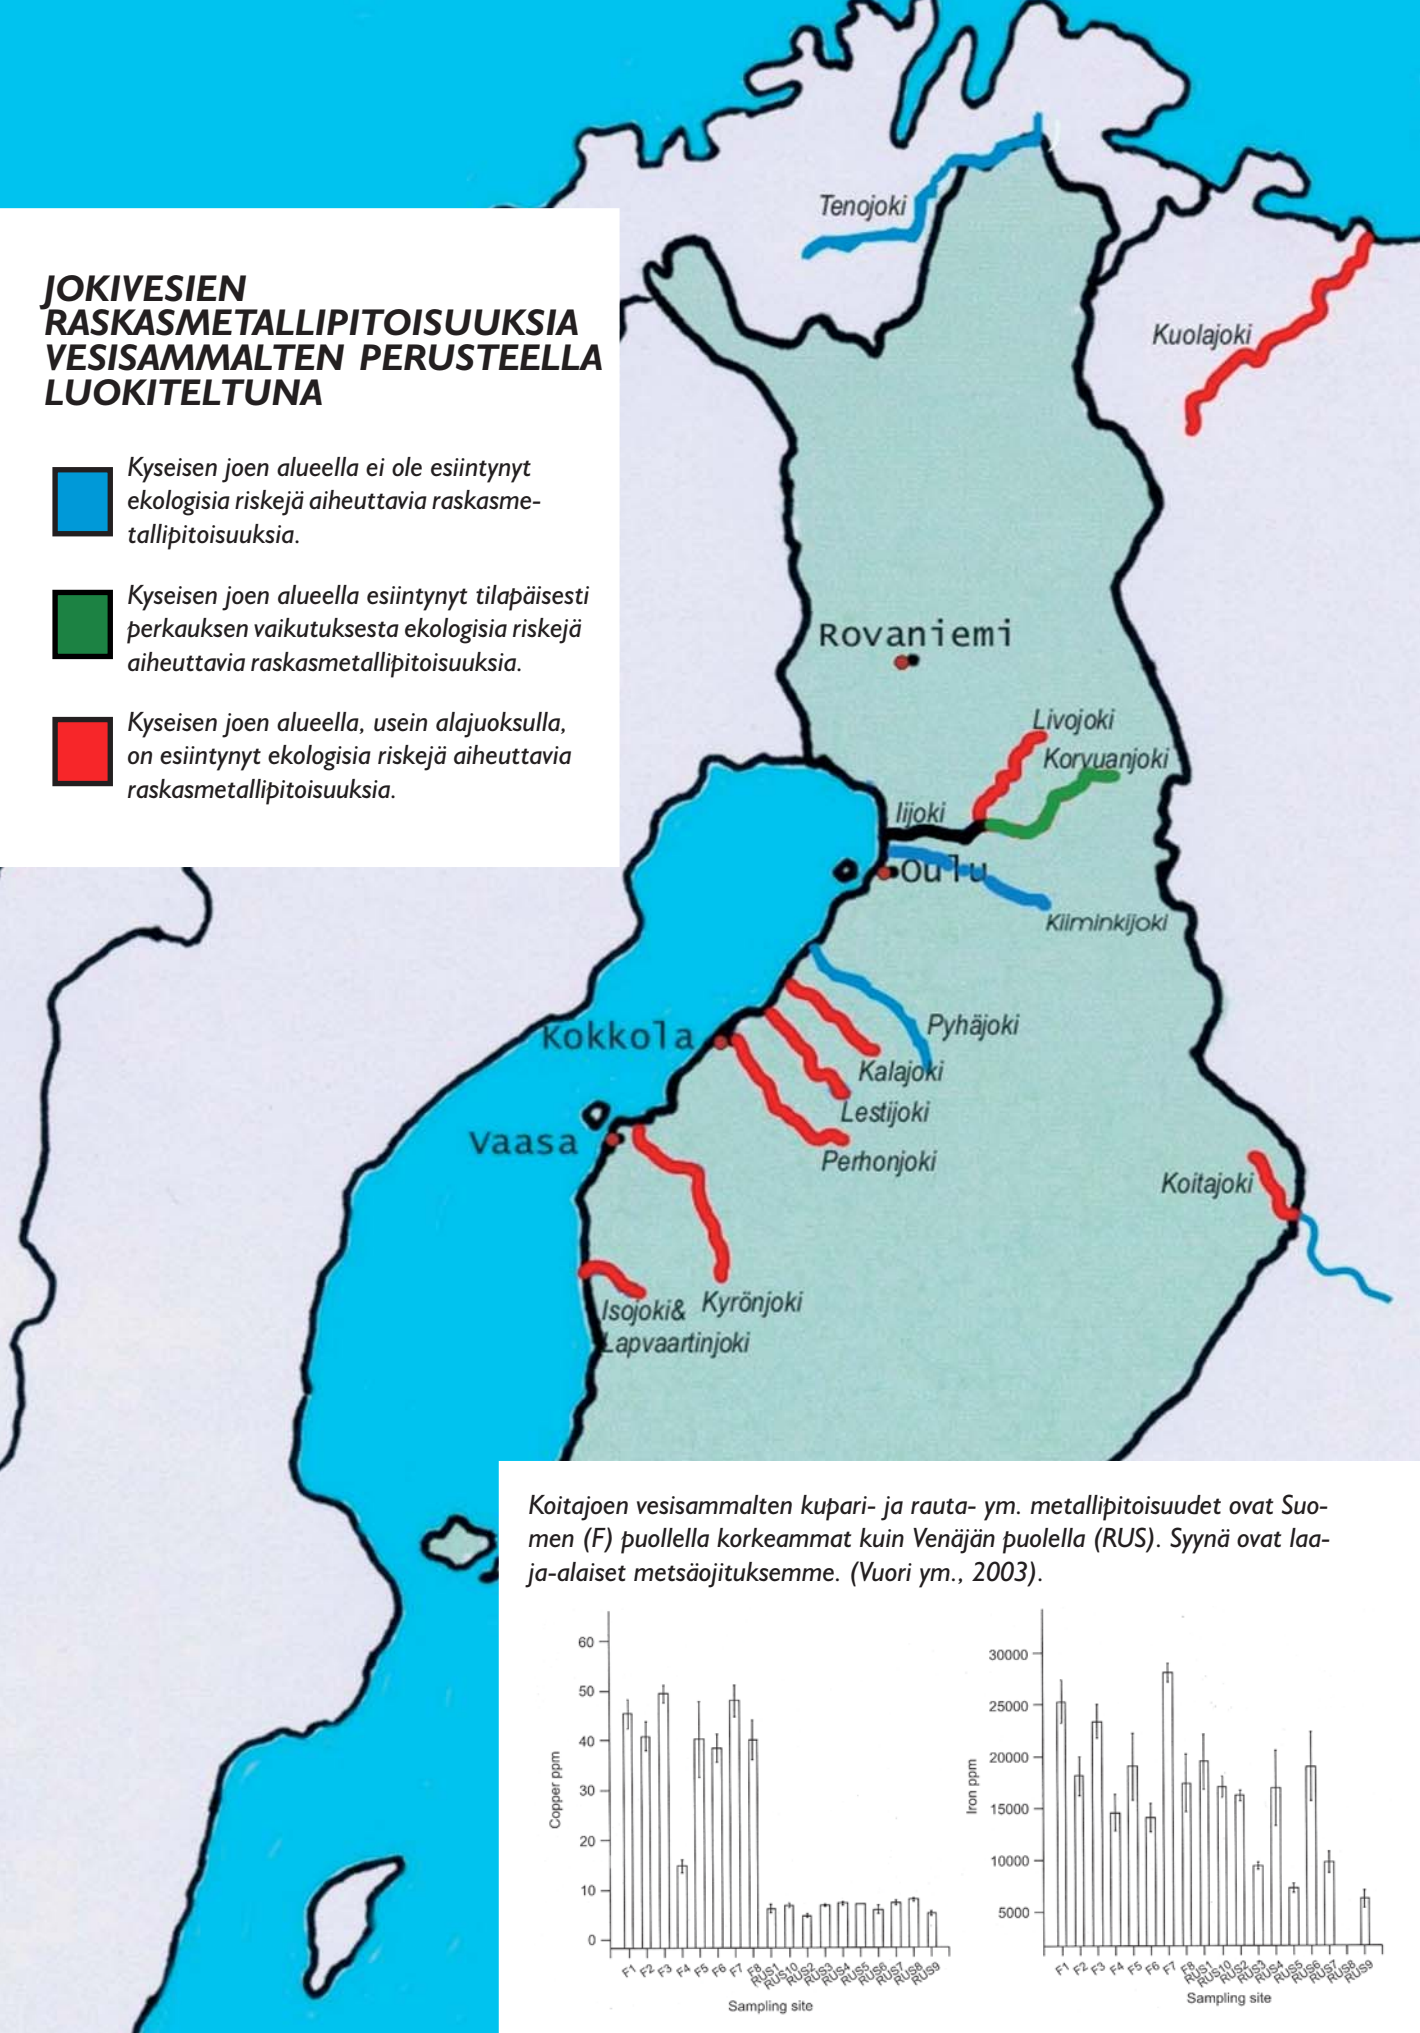 JOKIVESIEN
RASKASMETALLIPITOISUUKSIA
VESISAMMALTEN PERUSTEELLA
LUOKITELTUNA
Kyseisen joen alueella ei ole esiintynyt
ekologisia riskejä aiheuttavia raskasme-
tallipitoisuuksia.
Kyseisen joen alueella esiintynyt tilapäisesti
perkauksen vaikutuksesta ekologisia riskejä
aiheuttavia raskasmetallipitoisuuksia.
Kyseisen joen alueella, usein alajuoksulla,
on esiintynyt ekologisia riskejä aiheuttavia
raskasmetallipitoisuuksia.
Tenojoki
Kuolajoki
Rovaniemi
Livojoki
Korvuanjoki
Iijoki
Oulu
Kiiminkijoki
Pyhäjoki
Kokkola
Kalajoki
Lestijoki
Vaasa
Perhonjoki
Koitajoki
Isojoki&
Lapvaartinjoki
Kyrönjoki
Koitajoen vesisammalten kupari- ja rauta- ym. metallipitoisuudet ovat Suo-
men (F) puollella korkeammat kuin Venäjän puolella (RUS). Syynä ovat laa-
ja-alaiset metsäojituksemme. (Vuori ym., 2003).
60
50
40
30
20
10
0
Copper ppm
F1 F2 F3 F4 F5 F6 F7 F8 RUS1 RUS10 RUS2 RUS3 RUS4 RUS5 RUS6 RUS7 RUS8 RUS9
Sampling site
30000
25000
20000
15000
10000
5000
Iron ppm
F1 F2 F3 F4 F5 F6 F7 F8 RUS1 RUS10 RUS2 RUS3 RUS4 RUS5 RUS6 RUS7 RUS8 RUS9
Sampling site